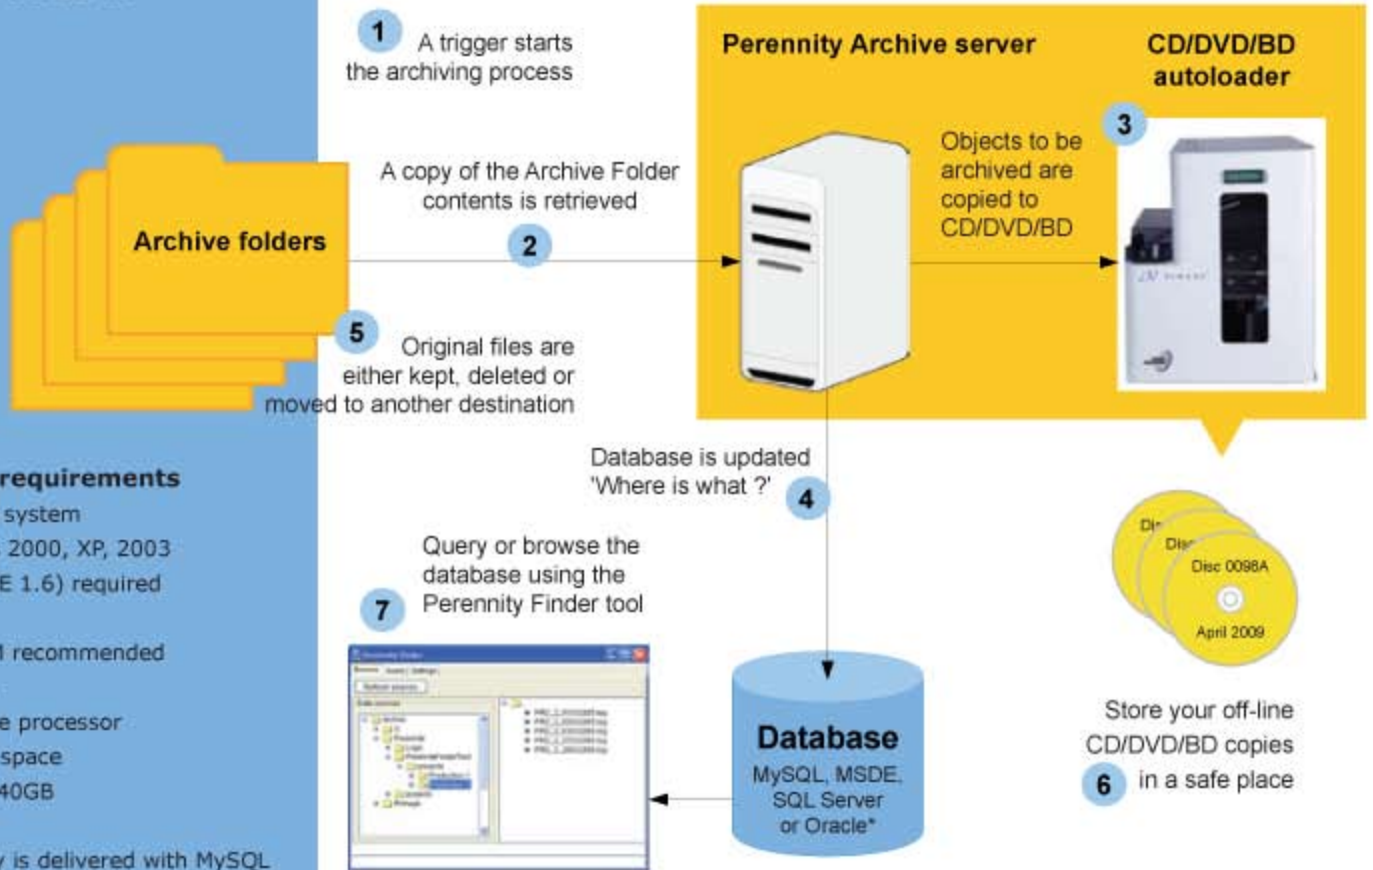 1
A trigger starts
the archiving process
Perennity Archive server
CD/DVD/BD
autoloader
3
Objects to be
archived are
copied to
CD/DVD/BD
A copy of the Archive Folder
contents is retrieved
2
Archive folders
5
Original files are
either kept, deleted or
moved to another destination
Database is updated
'Where is what ?'
4
requirements
system
2000, XP, 2003
E 1.6) required
recommended
e processor
space
40GB
is delivered with MySQL
Query or browse the
database using the
Perennity Finder tool
7
Database
MySQL, MSDE,
SQL Server
or Oracle*
Disc 0098A
April 2009
Store your off-line
CD/DVD/BD copies
6 in a safe place